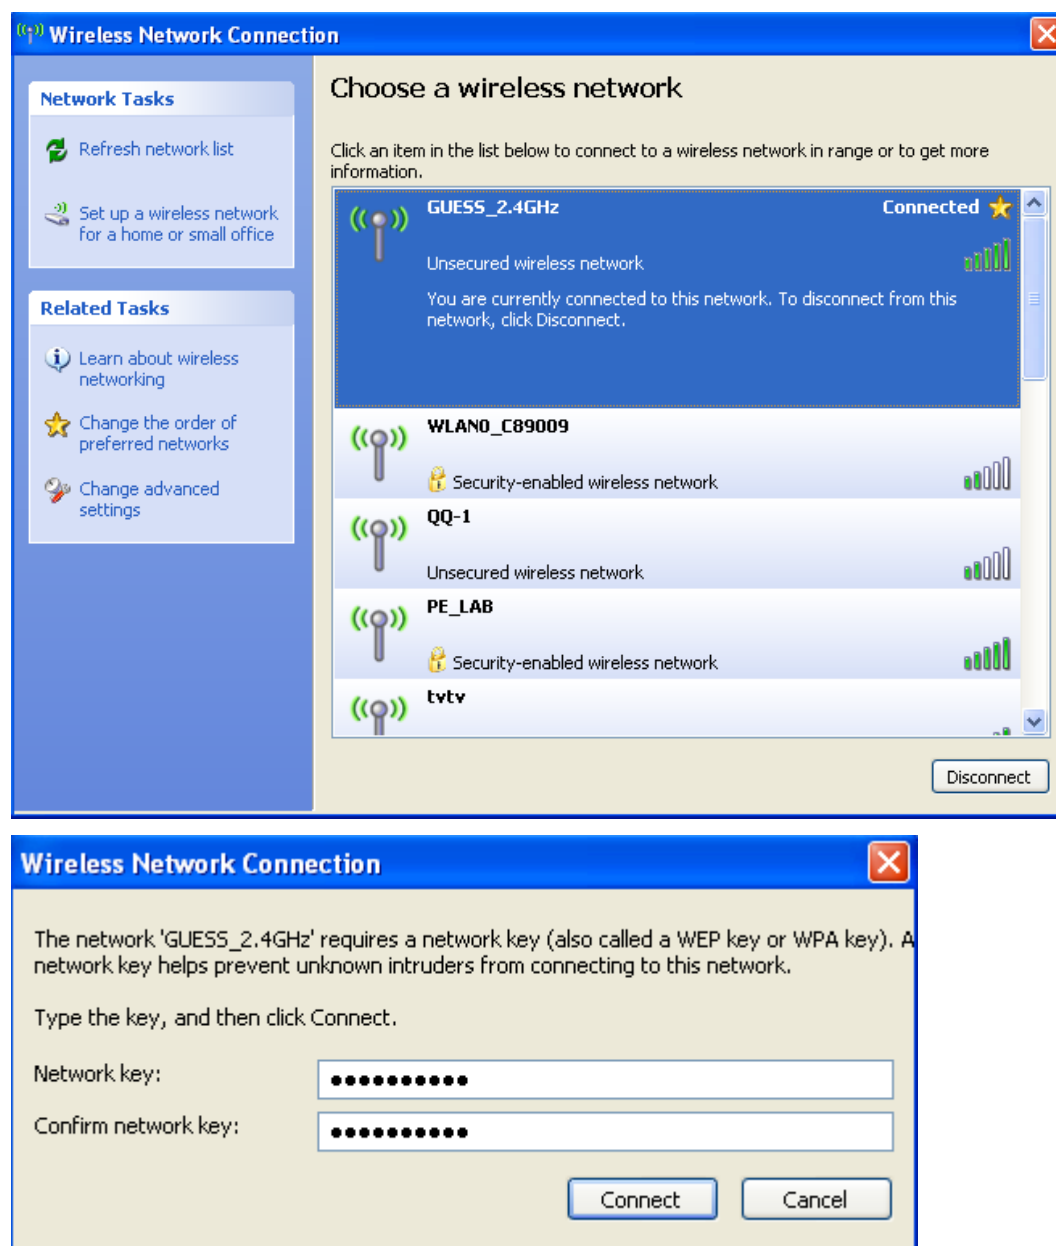 Wireless Network Connection
Network Tasks
Refresh network list
Set up a wireless network
for a home or small office
Related Tasks
Learn about wireless
networking
Change the order of
preferred networks
Change advanced
settings
Choose a wireless network
Click an item in the list below to connect to a wireless network in range or to get more
information.
GUESS_2.4GHz
Connected
Unsecured wireless network
You are currently connected to this network. To disconnect from this
network, click Disconnect.
WLAN0_C89009
Security-enabled wireless network
QQ-1
Unsecured wireless network
PE_LAB
Security-enabled wireless network
tvtv
Disconnect
Wireless Network Connection
The network 'GUESS_2.4GHz' requires a network key (also called a WEP key or WPA key). A
network key helps prevent unknown intruders from connecting to this network.
Type the key, and then click Connect.
Network key:
●●●●●●●●●●
Confirm network key:
●●●●●●●●●●
Connect
Cancel